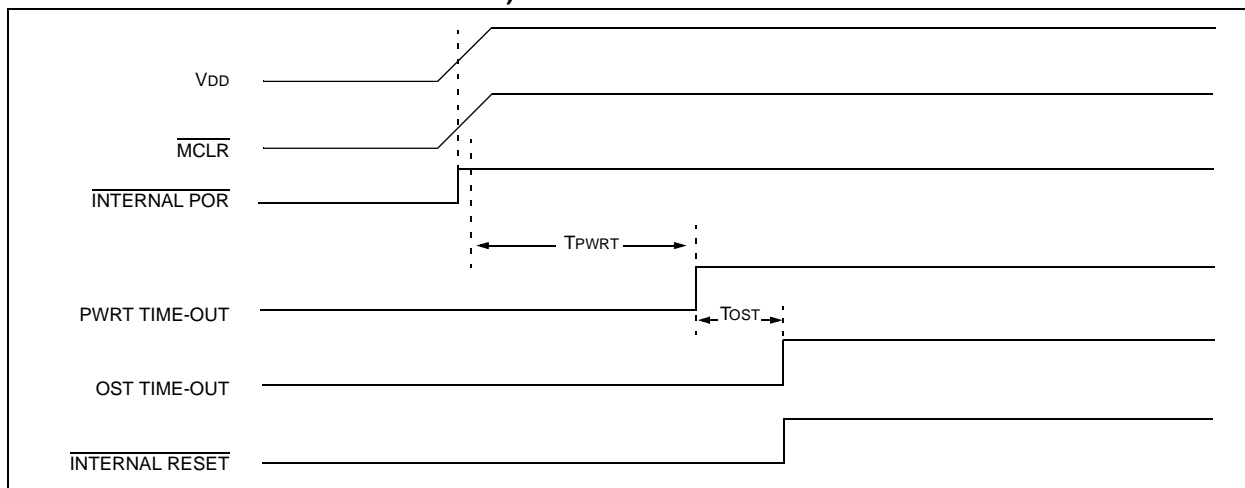 )
VDD
MCLR
INTERNAL POR
TPWRT
PWRT TIME-OUT
TOST
OST TIME-OUT
INTERNAL RESET